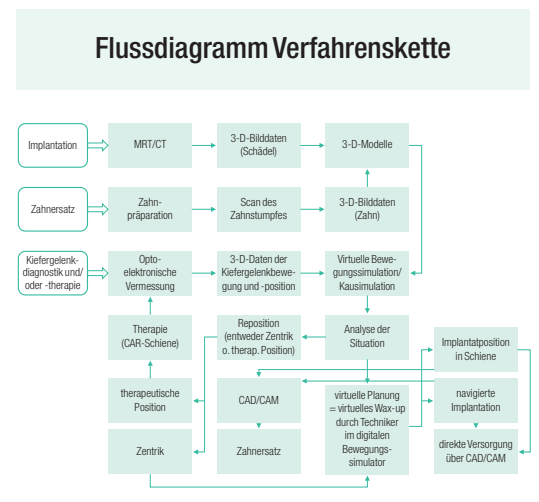 Flussdiagramm Verfahrenskette
Implantation
MRT/CT
3-D-Bilddaten
(Schädel)
3-D-Modelle
Zahnersatz
Zahn-
präparation
Scan des
Zahnstumpfes
3-D-Bilddaten
(Zahn)
Kiefergelenk-
diagnostik und/
oder -therapie
Opto-
elektronische
Vermessung
3-D-Daten der
Kiefergelenkbewe-
gung und -position
Virtuelle Bewe-
gungssimulation/
Kausimulation
Therapie
(CAR-Schiene)
Reposition
(entweder Zentrik
o. therap. Position)
Analyse der
Situation
Implantatposition
in Schiene
therapeutische
Position
CAD/CAM
virtuelle Planung
= virtuelles Wax-up
durch Techniker
im digitalen
Bewegungs-
simulator
navigierte
Implantation
Zentrik
Zahnersatz
direkte Versorgung
über CAD/CAM